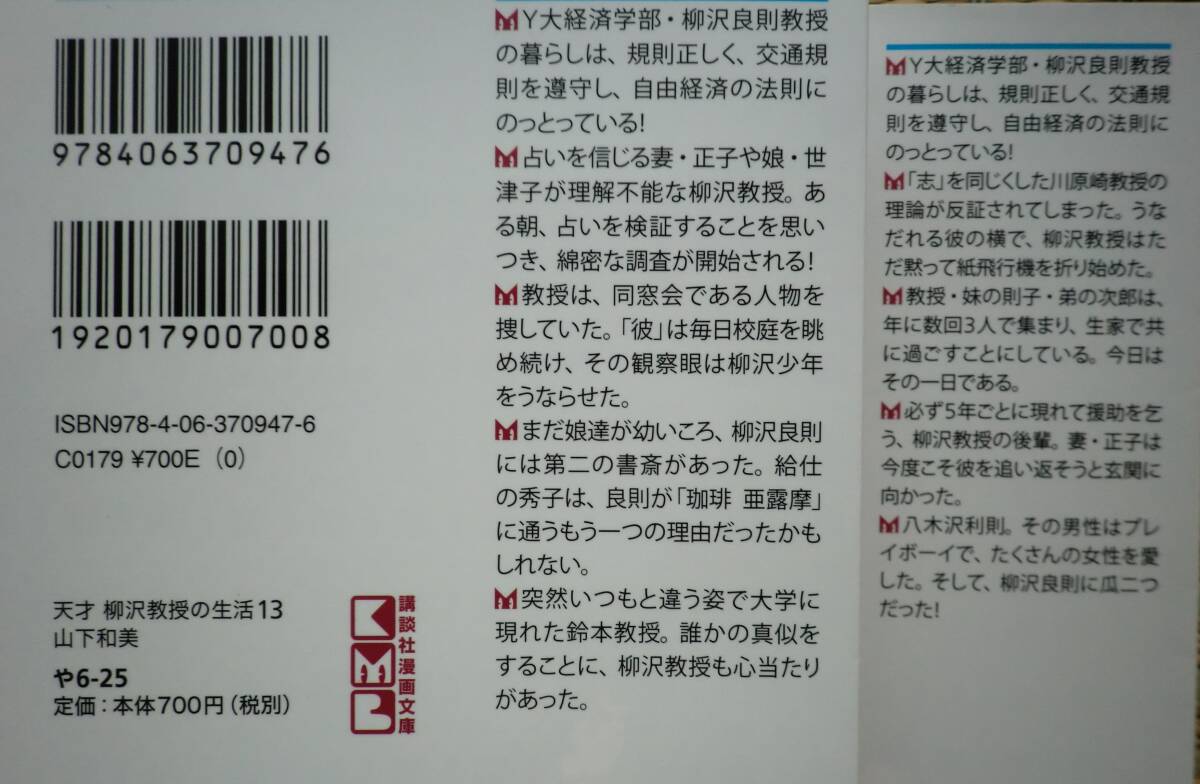 9784063709476
1920179007008
ISBN978-4-06-370947-6
C0179 ¥700E (0)
天才 柳沢教授の生活13
山下和美
や6-25
定価:本体700円(税別)
講談社漫画文庫
Y大経済学部・柳沢良則教授
の暮らしは、規則正しく、交通規
則を遵守し、自由経済の法則に
のっとっている!
占いを信じる妻・正子や娘・世
津子が理解不能な柳沢教授。あ
る朝、占いを検証することを思い
つき、綿密な調査が開始される!
教授は、同窓会である人物を
捜していた。「彼」は毎日校庭を眺
め続け、その観察眼は柳沢少年
をうならせた。
まだ娘達が幼いころ、柳沢良則
には第二の書斎があった。給仕
の秀子は、良則が「珈琲 亜露摩」
に通うもう一つの理由だったかも
しれない。
突然いつもと違う姿で大学に
現れた鈴本教授。誰かの真似を
することに、柳沢教授も心当たり
があった。
Y大経済学部・柳沢良則教授
の暮らしは、規則正しく、交通規
則を遵守し、自由経済の法則に
のっとっている!
「志」を同じくした川原崎教授の
理論が反証されてしまった。うな
だれる彼の横で、柳沢教授はた
だ黙って紙飛行機を折り始めた。
教授・妹の則子・弟の次郎は、
年に数回3人で集まり、生家で共
に過ごすことにしている。今日は
その一日である。
必ず5年ごとに現れて援助を乞
う、柳沢教授の後輩。妻・正子は
今度こそ彼を追い返そうと玄関に
向かった。
八木沢利則。その男性はプレ
イボーイで、たくさんの女性を愛
した。そして、柳沢良則に瓜二つ
だった!